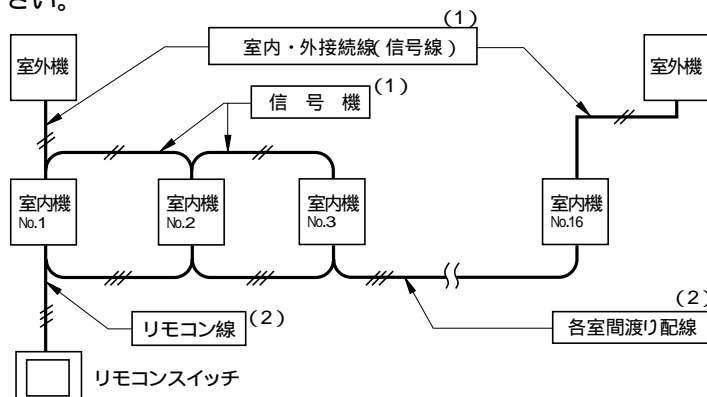 さい。
(1)
室内・外接続線(信号線)
室外機
室外機
信号機
(1)
室内機
No.1
室内機
No.2
室内機
No.3
室内機
No.16
リモコン線
(2)
(2)
各室間渡り配線
リモコンスイッチ